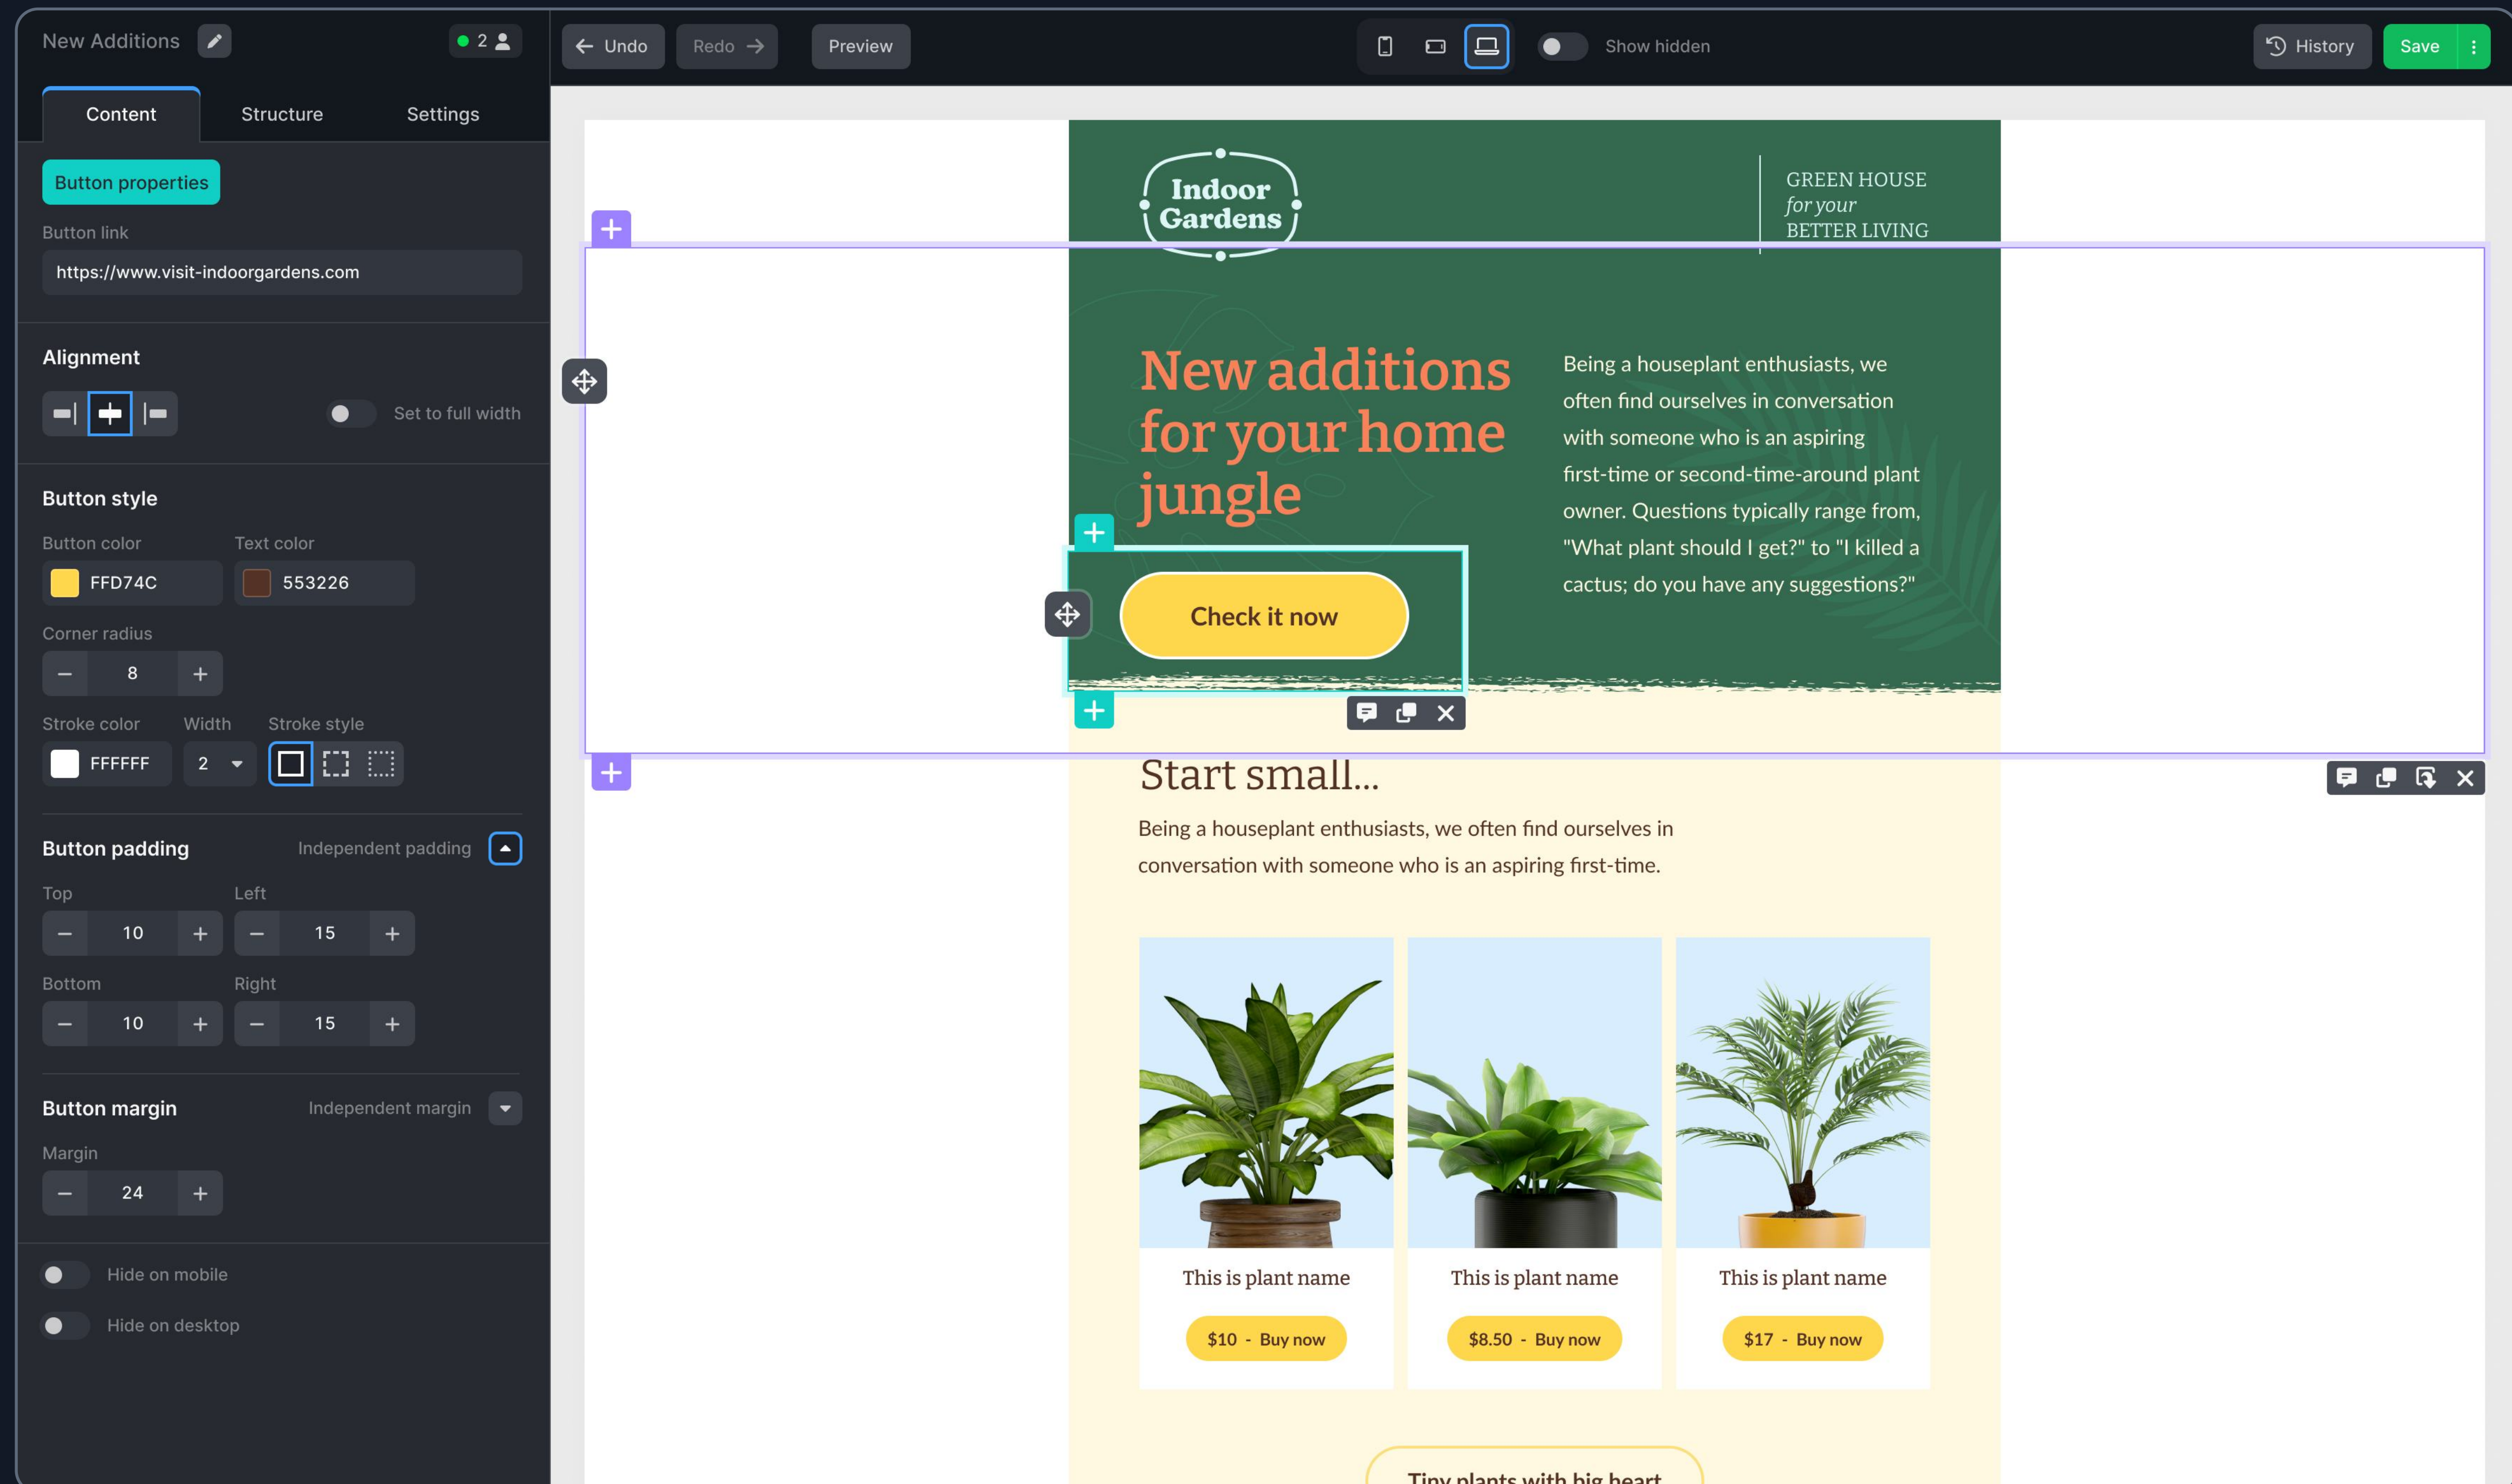 New Additions
2
Undo
Redo
Preview
Show hidden
History
Save
Content
Structure
Settings
Button properties
Button link
https://www.visit-indoorgardens.com
Alignment
Set to full width
Button style
Button color
Text color
FFD74C
553226
Corner radius
8
Stroke color
Width
Stroke style
FFFFFF
2
Button padding
Independent padding
Top
Left
10
15
Bottom
Right
10
15
Button margin
Independent margin
Margin
24
Hide on mobile
Hide on desktop
Indoor
Gardens
GREEN HOUSE
for your
BETTER LIVING
New additions
for your home
jungle
Check it now
Being a houseplant enthusiasts, we
often find ourselves in conversation
with someone who is an aspiring
first-time or second-time-around plant
owner. Questions typically range from,
"What plant should I get?" to "I killed a
cactus; do you have any suggestions?"
Start small...
Being a houseplant enthusiasts, we often find ourselves in
conversation with someone who is an aspiring first-time.
This is plant name
$10 - Buy now
This is plant name
$8.50 - Buy now
This is plant name
$17 - Buy now
Tiny plants with big heart